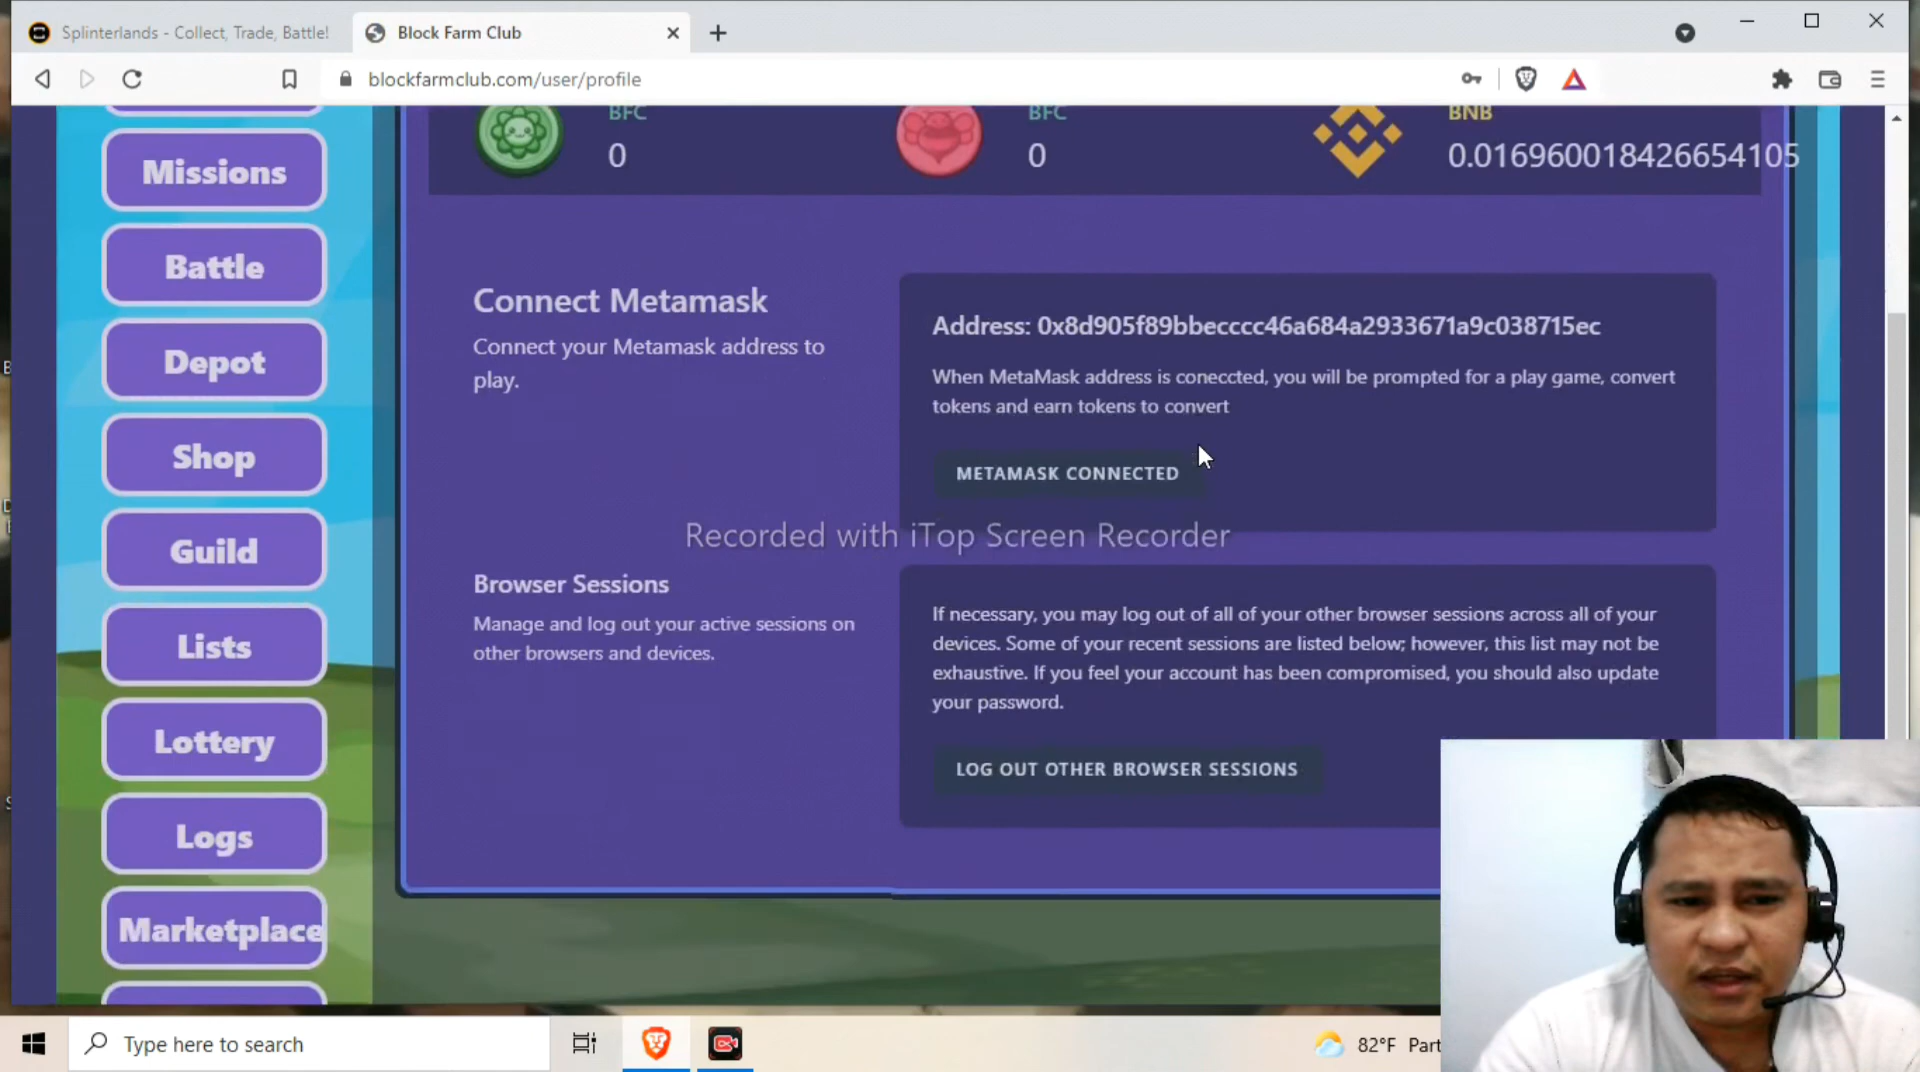 Splinterlands - Collect, Trade, Battle!
Block Farm Club
blockfarmclub.com/user/profile
BFC
0
BFC
0
BNB
0.016960018426654105
Missions
Battle
Depot
Shop
Guild
Lists
Lottery
Logs
Marketplace
Connect Metamask
Connect your Metamask address to
play.
Address: 0x8d905f89bbecccc46a684a2933671a9c038715ec
When MetaMask address is coneccted, you will be prompted for a play game, convert
tokens and earn tokens to convert
METAMASK CONNECTED
Recorded with iTop Screen Recorder
Browser Sessions
Manage and log out your active sessions on
other browsers and devices.
If necessary, you may log out of all of your other browser sessions across all of your
devices. Some of your recent sessions are listed below; however, this list may not be
exhaustive. If you feel your account has been compromised, you should also update
your password.
LOG OUT OTHER BROWSER SESSIONS
Type here to search
82°F Part